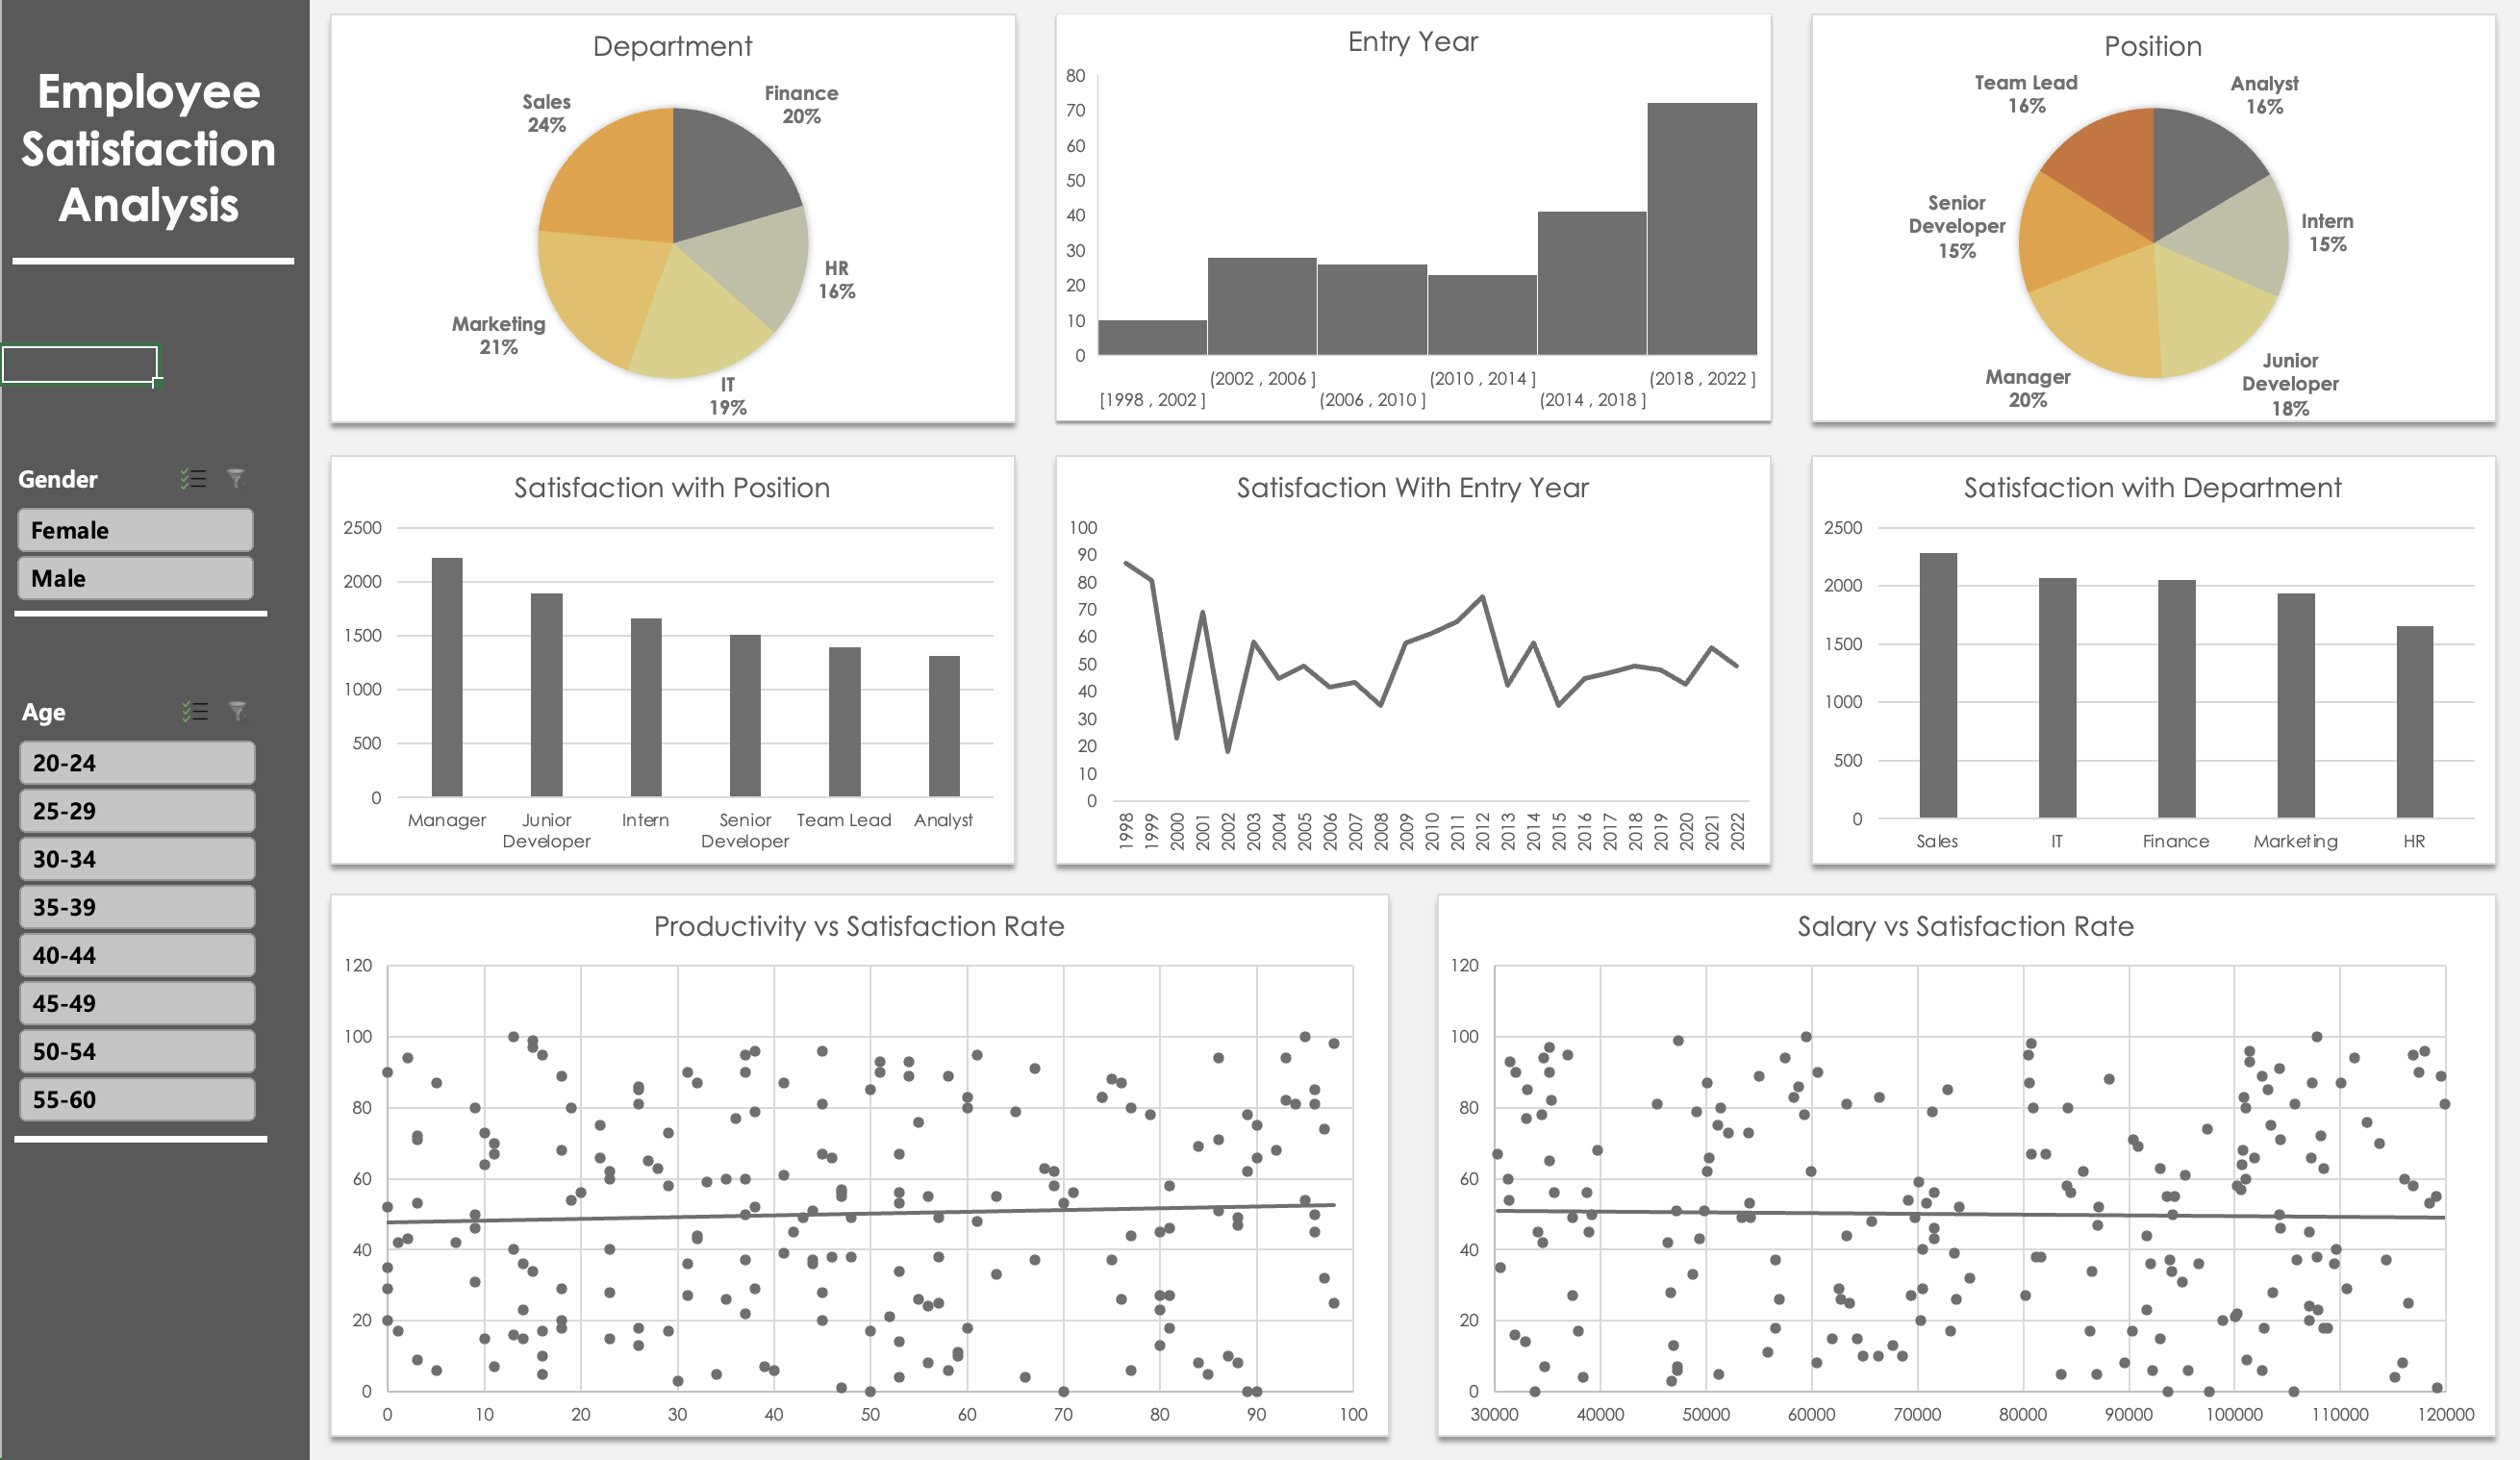 Employee
Satisfaction
Analysis
Gender
Female
Male
Age
20-24
25-29
30-34
35-39
40-44
45-49
50-54
55-60
Department
Sales
24%
Finance
20%
HR
16%
Marketing
21%
IT
19%
Entry Year
80
70
60
50
40
30
20
10
0
(2002 , 2006 ]
(2010 , 2014 ]
(2018 , 2022 ]
[1998 , 2002 ]
(2006 , 2010 ]
(2014 , 2018 ]
Position
Team Lead
16%
Analyst
16%
Senior
Developer
15%
Intern
15%
Manager
20%
Junior
Developer
18%
Satisfaction with Position
2500
2000
1500
1000
500
0
Manager
Junior
Developer
Intern
Senior
Developer
Team Lead
Analyst
Satisfaction With Entry Year
100
90
80
70
60
50
40
30
20
10
0
1998
1999
2000
2001
2002
2003
2004
2005
2006
2007
2008
2009
2010
2011
2012
2013
2014
2015
2016
2017
2018
2019
2020
2021
2022
Satisfaction with Department
2500
2000
1500
1000
500
0
Sales
IT
Finance
Marketing
HR
Productivity vs Satisfaction Rate
120
100
80
60
40
20
0
0 10 20 30 40 50 60 70 80 90 100
Salary vs Satisfaction Rate
120
100
80
60
40
20
0
30000 40000 50000 60000 70000 80000 90000 100000 110000 120000